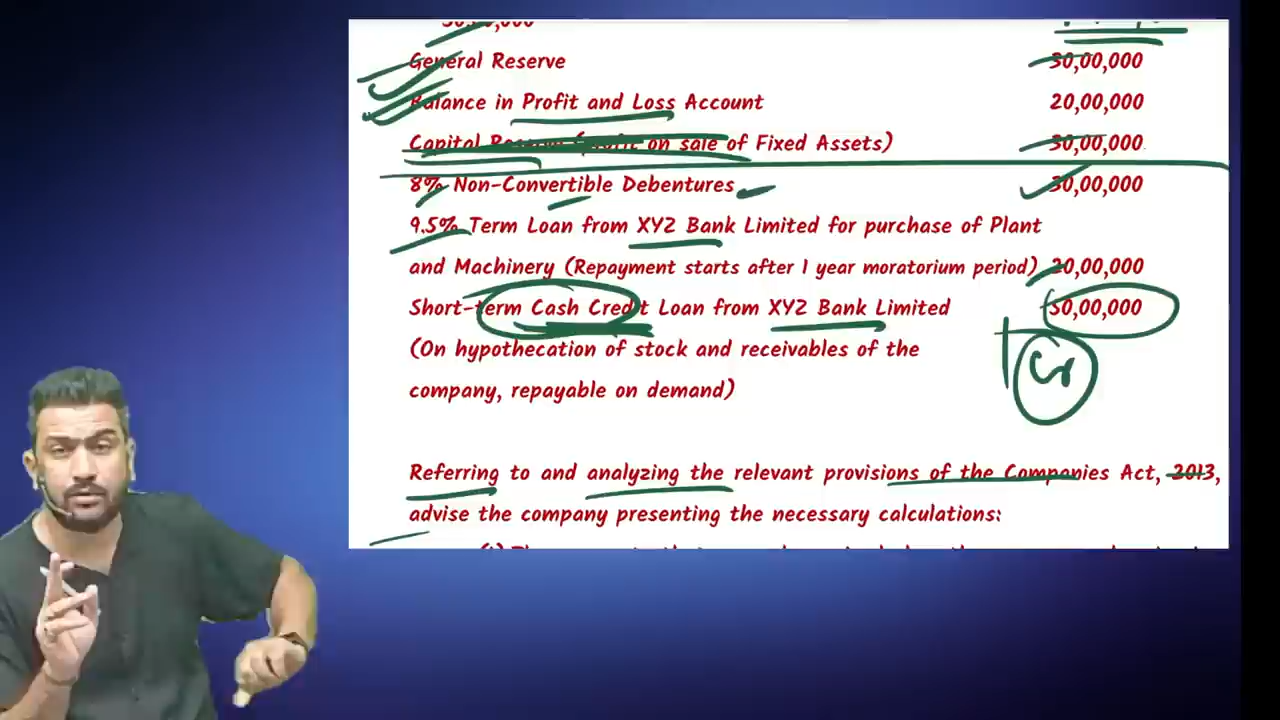 General Reserve 30,00,000
Balance in Profit and Loss Account 20,00,000
Capital Reserve (profit on sale of Fixed Assets) 30,00,000
8% Non-Convertible Debentures 30,00,000
9.5% Term Loan from XYZ Bank Limited for purchase of Plant
and Machinery (Repayment starts after 1 year moratorium period) 20,00,000
Short-term Cash Credit Loan from XYZ Bank Limited 50,00,000
(On hypothecation of stock and receivables of the
company, repayable on demand)
Referring to and analyzing the relevant provisions of the Companies Act, 2013,
advise the company presenting the necessary calculations: